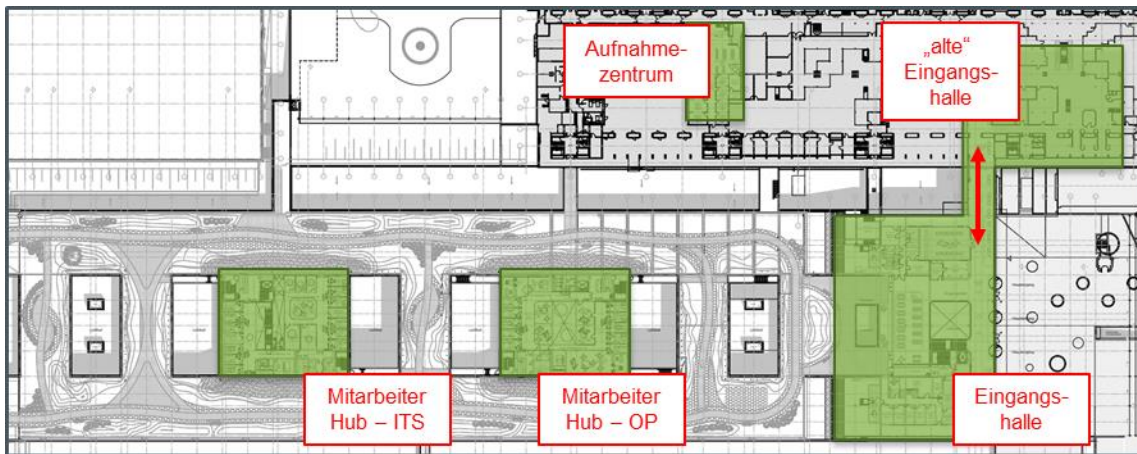 Aufnahme-
zentrum
„alte“
Eingangs-
halle
Mitarbeiter
Hub – ITS
Mitarbeiter
Hub – OP
Eingangs-
halle